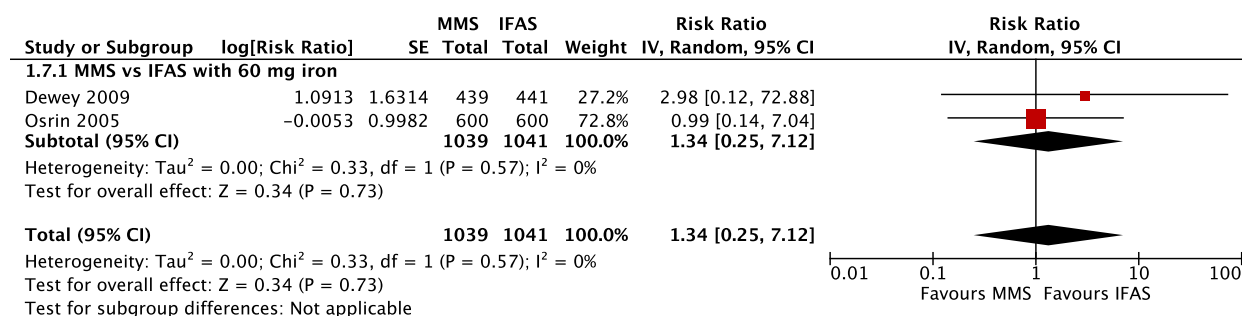 MMS IFAS Risk Ratio Risk Ratio
Study or Subgroup log[Risk Ratio] SE Total Total Weight IV, Random, 95% CI IV, Random, 95% CI
1.7.1 MMS vs IFAS with 60 mg iron
Dewey 2009 1.0913 1.6314 439 441 27.2% 2.98 [0.12, 72.88]
Osrin 2005 −0.0053 0.9982 600 600 72.8% 0.99 [0.14, 7.04]
Subtotal (95% CI) 1039 1041 100.0% 1.34 [0.25, 7.12]
Heterogeneity: Tau² = 0.00; Chi² = 0.33, df = 1 (P = 0.57); I² = 0%
Test for overall effect: Z = 0.34 (P = 0.73)
Total (95% CI) 1039 1041 100.0% 1.34 [0.25, 7.12]
Heterogeneity: Tau² = 0.00; Chi² = 0.33, df = 1 (P = 0.57); I² = 0%
Test for overall effect: Z = 0.34 (P = 0.73)
Test for subgroup differences: Not applicable
0.01 0.1 1 10 100
Favours MMS Favours IFAS